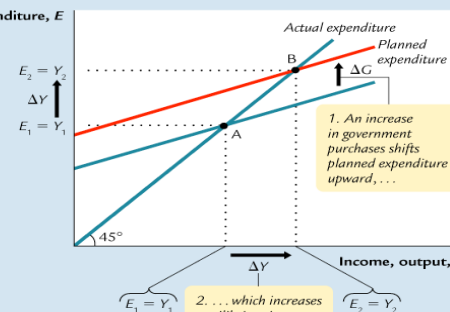 Actual expenditure
Planned
expenditure
B
E₂ = Y₂
ΔG
ΔY
E₁ = Y₁
A
1. An increase
in government
purchases shifts
planned expenditure
upward, . . .
45°
Income, output,
ΔY
E₁ = Y₁
2. . . . which increases
E₂ = Y₂